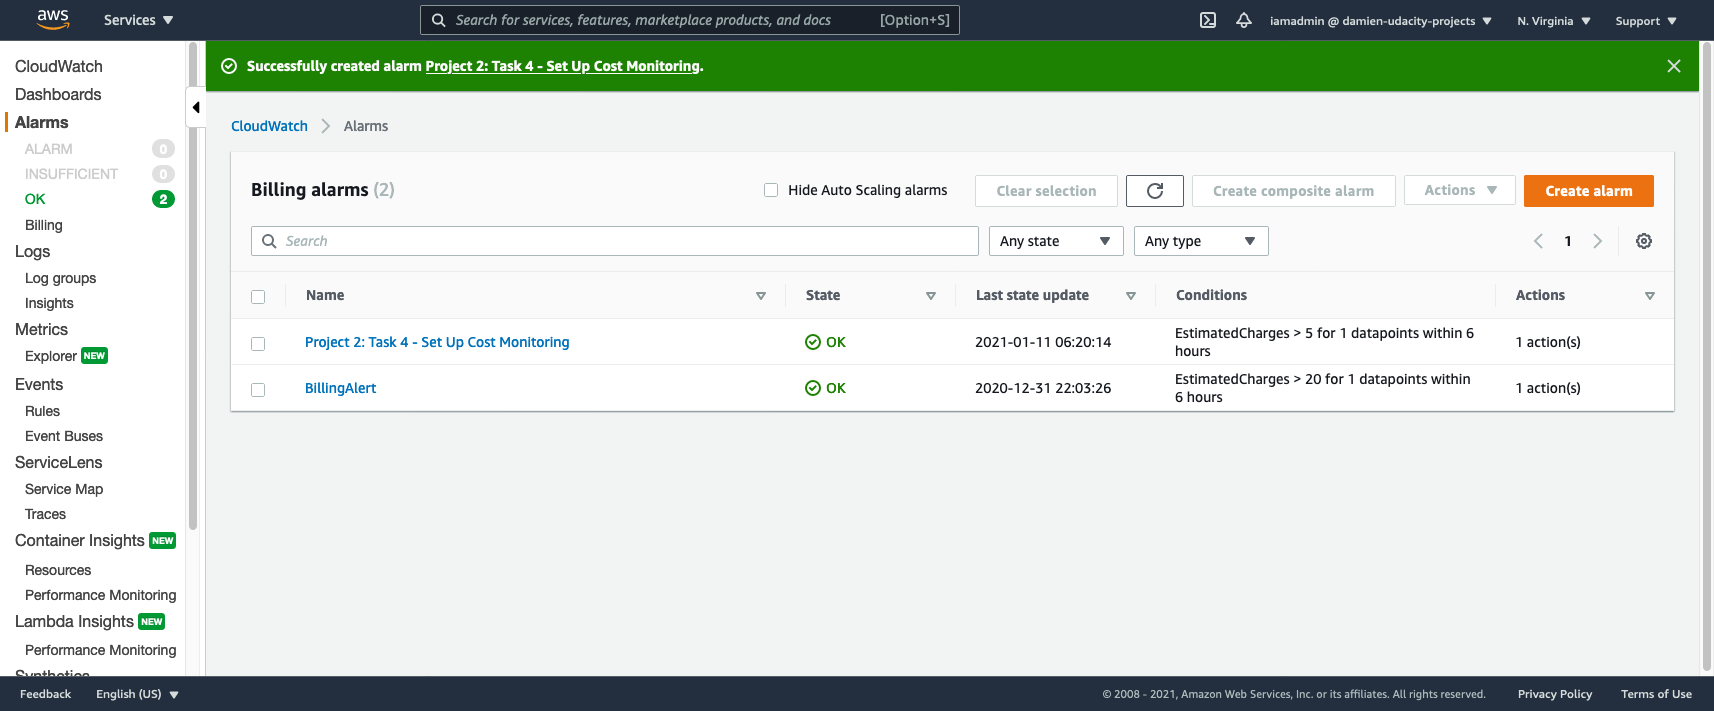 aws
Services
Search for services, features, marketplace products, and docs [Option+S]
iamadmin @ damien-udacity-projects
N. Virginia
Support
CloudWatch
Dashboards
Alarms
ALARM 0
INSUFFICIENT 0
OK 2
Billing
Logs
Log groups
Insights
Metrics
Explorer NEW
Events
Rules
Event Buses
ServiceLens
Service Map
Traces
Container Insights NEW
Resources
Performance Monitoring
Lambda Insights NEW
Performance Monitoring
Synthetics
Successfully created alarm Project 2: Task 4 - Set Up Cost Monitoring.
CloudWatch Alarms
Billing alarms (2)
Hide Auto Scaling alarms
Clear selection
Create composite alarm
Actions
Create alarm
Search
Any state
Any type
1
Name State Last state update Conditions Actions
Project 2: Task 4 - Set Up Cost Monitoring OK 2021-01-11 06:20:14 EstimatedCharges > 5 for 1 datapoints within 6
hours
1 action(s)
BillingAlert OK 2020-12-31 22:03:26 EstimatedCharges > 20 for 1 datapoints within
6 hours
1 action(s)
Feedback English (US)
© 2008 - 2021, Amazon Web Services, Inc. or its affiliates. All rights reserved. Privacy Policy Terms of Use